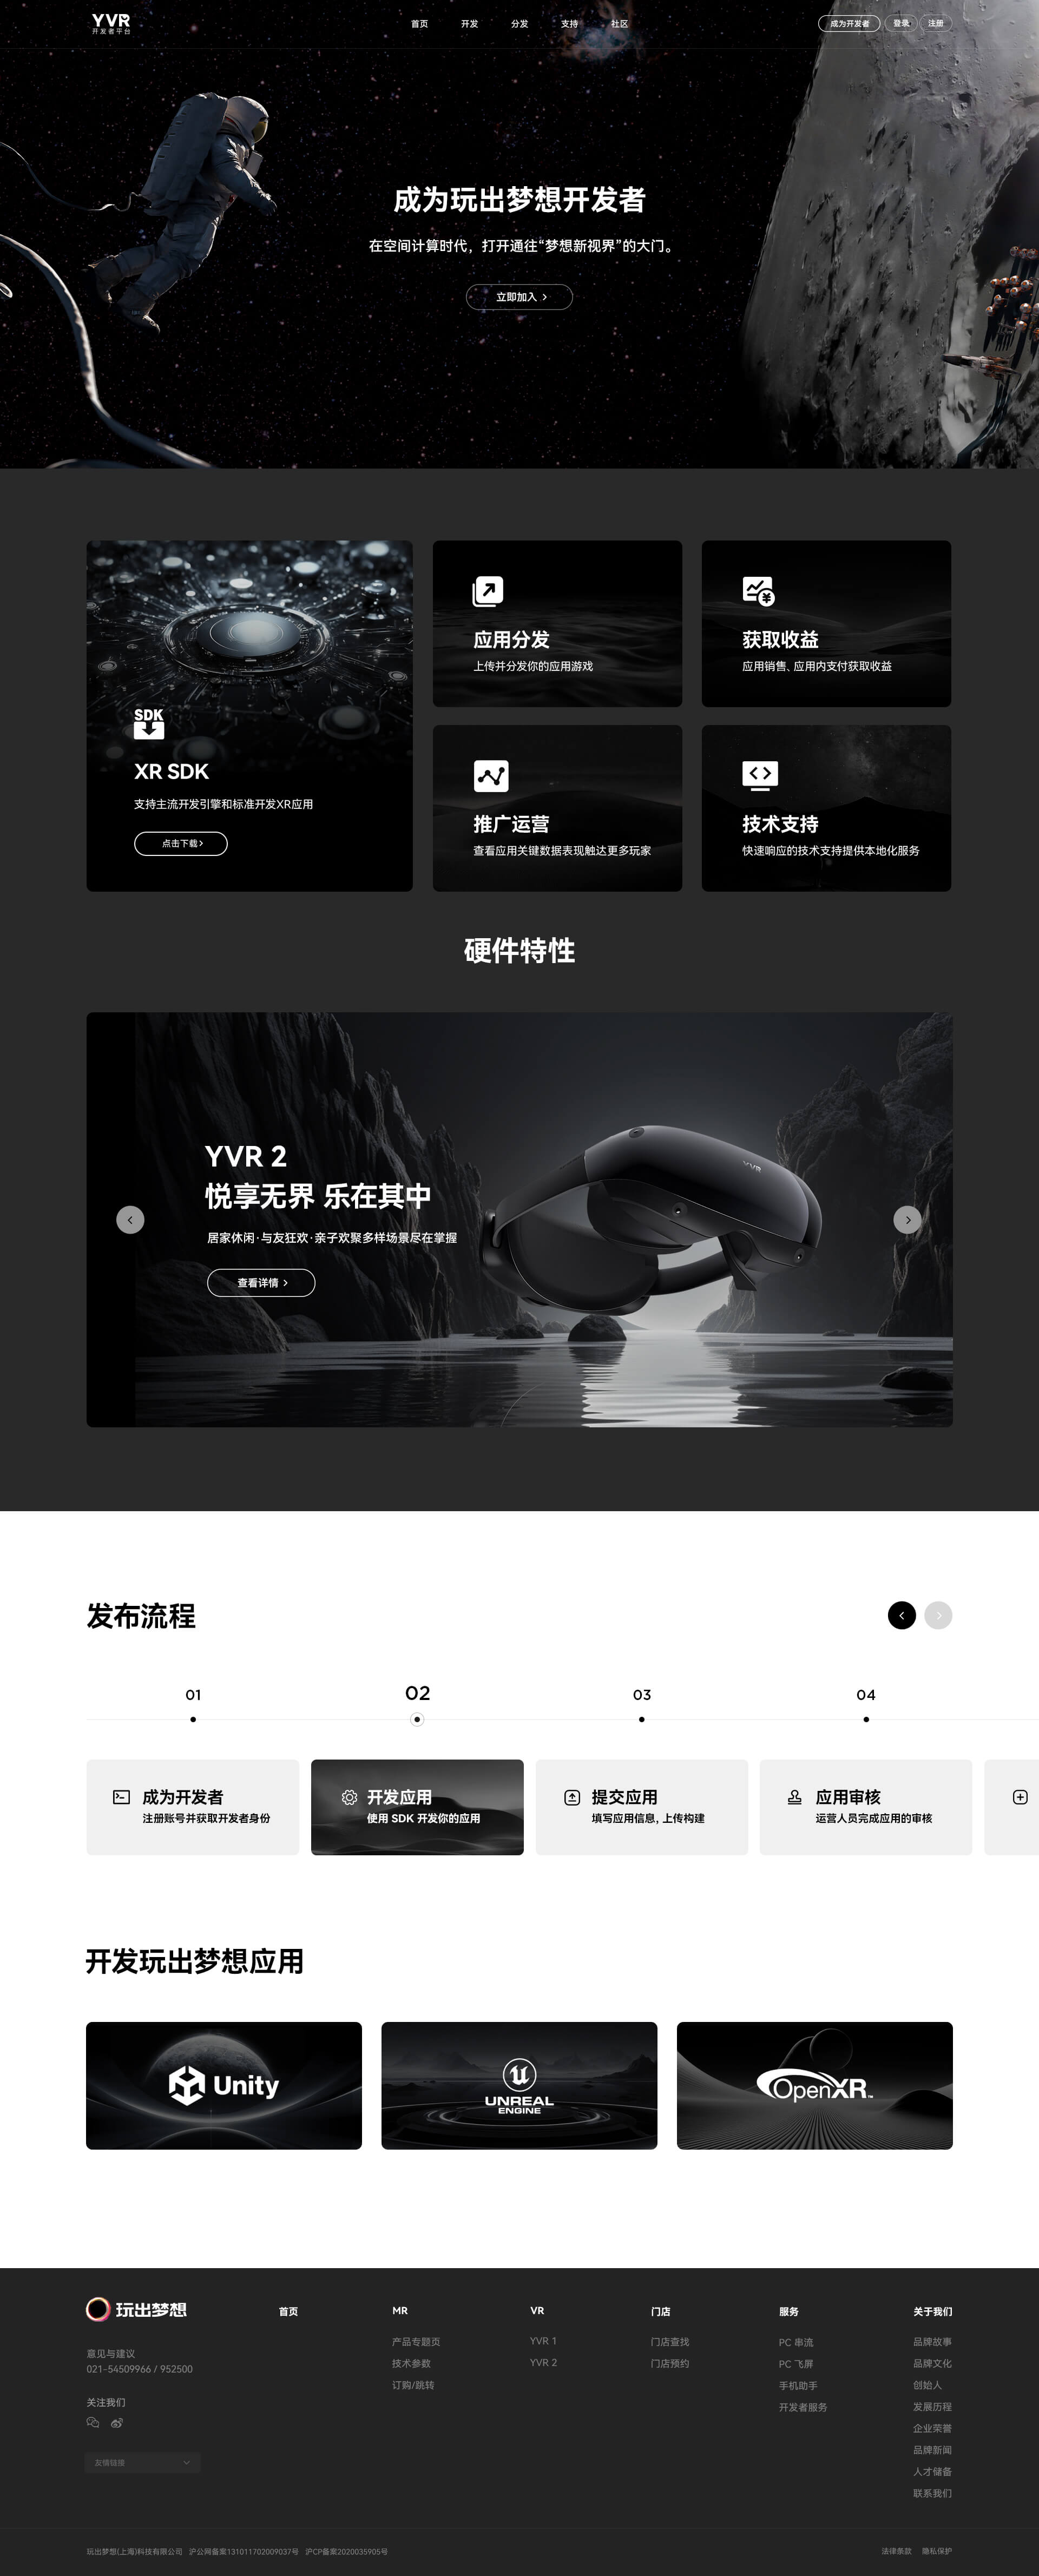 YVR
开发者平台
首页
开发
分发
支持
社区
成为开发者
登录
注册
成为玩出梦想开发者
在空间计算时代，打开通往“梦想新视界”的大门。
立即加入
SDK
XR SDK
支持主流开发引擎和标准开发XR应用
点击下载
应用分发
上传并分发你的应用游戏
获取收益
应用销售、应用内支付获取收益
推广运营
查看应用关键数据表现触达更多玩家
技术支持
快速响应的技术支持提供本地化服务
硬件特性
YVR 2
悦享无界 乐在其中
居家休闲·与友狂欢·亲子欢聚多样场景尽在掌握
查看详情
YVR
发布流程
01
02
03
04
成为开发者
注册账号并获取开发者身份
开发应用
使用 SDK 开发你的应用
提交应用
填写应用信息，上传构建
应用审核
运营人员完成应用的审核
开发玩出梦想应用
Unity
UNREAL
ENGINE
OpenXR™
玩出梦想
意见与建议
021-54509966 / 952500
关注我们
友情链接
首页
MR
产品专题页
技术参数
订购/跳转
VR
YVR 1
YVR 2
门店
门店查找
门店预约
服务
PC 串流
PC 飞屏
手机助手
开发者服务
关于我们
品牌故事
品牌文化
创始人
发展历程
企业荣誉
品牌新闻
人才储备
联系我们
玩出梦想(上海)科技有限公司 沪公网备案131011702009037号 沪CP备案2020035905号
法律条款 隐私保护